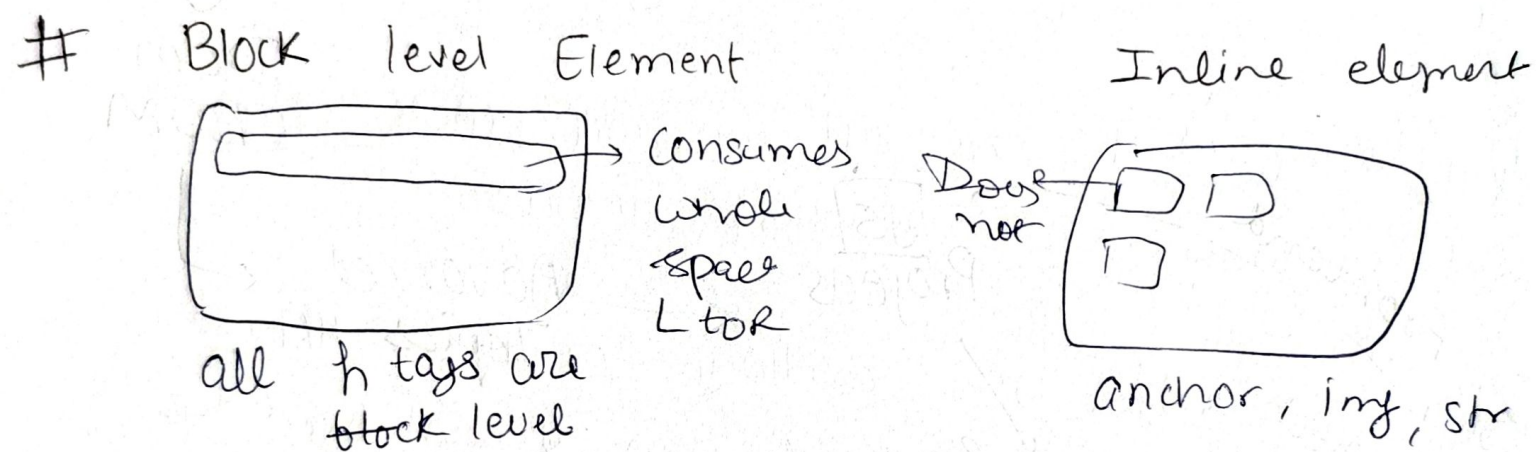 # Block level Element
Consumes
whole
space
L to R
all h tags are
block level
Inline element
Does
not
anchor, img, str